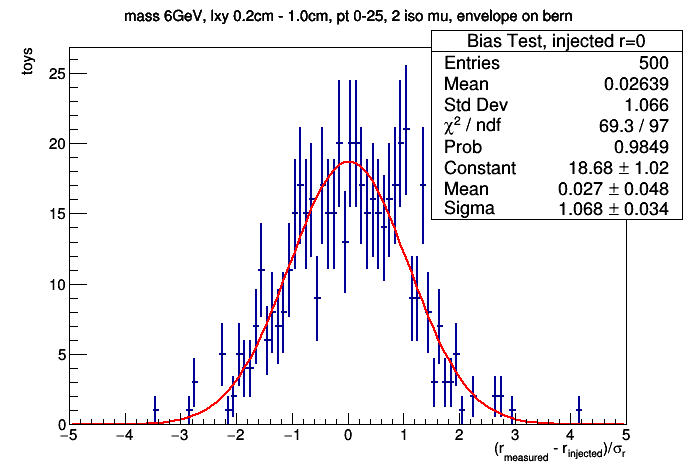 mass 6GeV, lxy 0.2cm - 1.0cm, pt 0-25, 2 iso mu, envelope on bern
toys
Bias Test, injected r=0
Entries 500
Mean 0.02639
Std Dev 1.066
χ² / ndf 69.3 / 97
Prob 0.9849
Constant 18.68 ± 1.02
Mean 0.027 ± 0.048
Sigma 1.068 ± 0.034
25
20
15
10
5
0
−5 −4 −3 −2 −1 0 1 2 3 4 5
(r_measured - r_injected)/σ_r